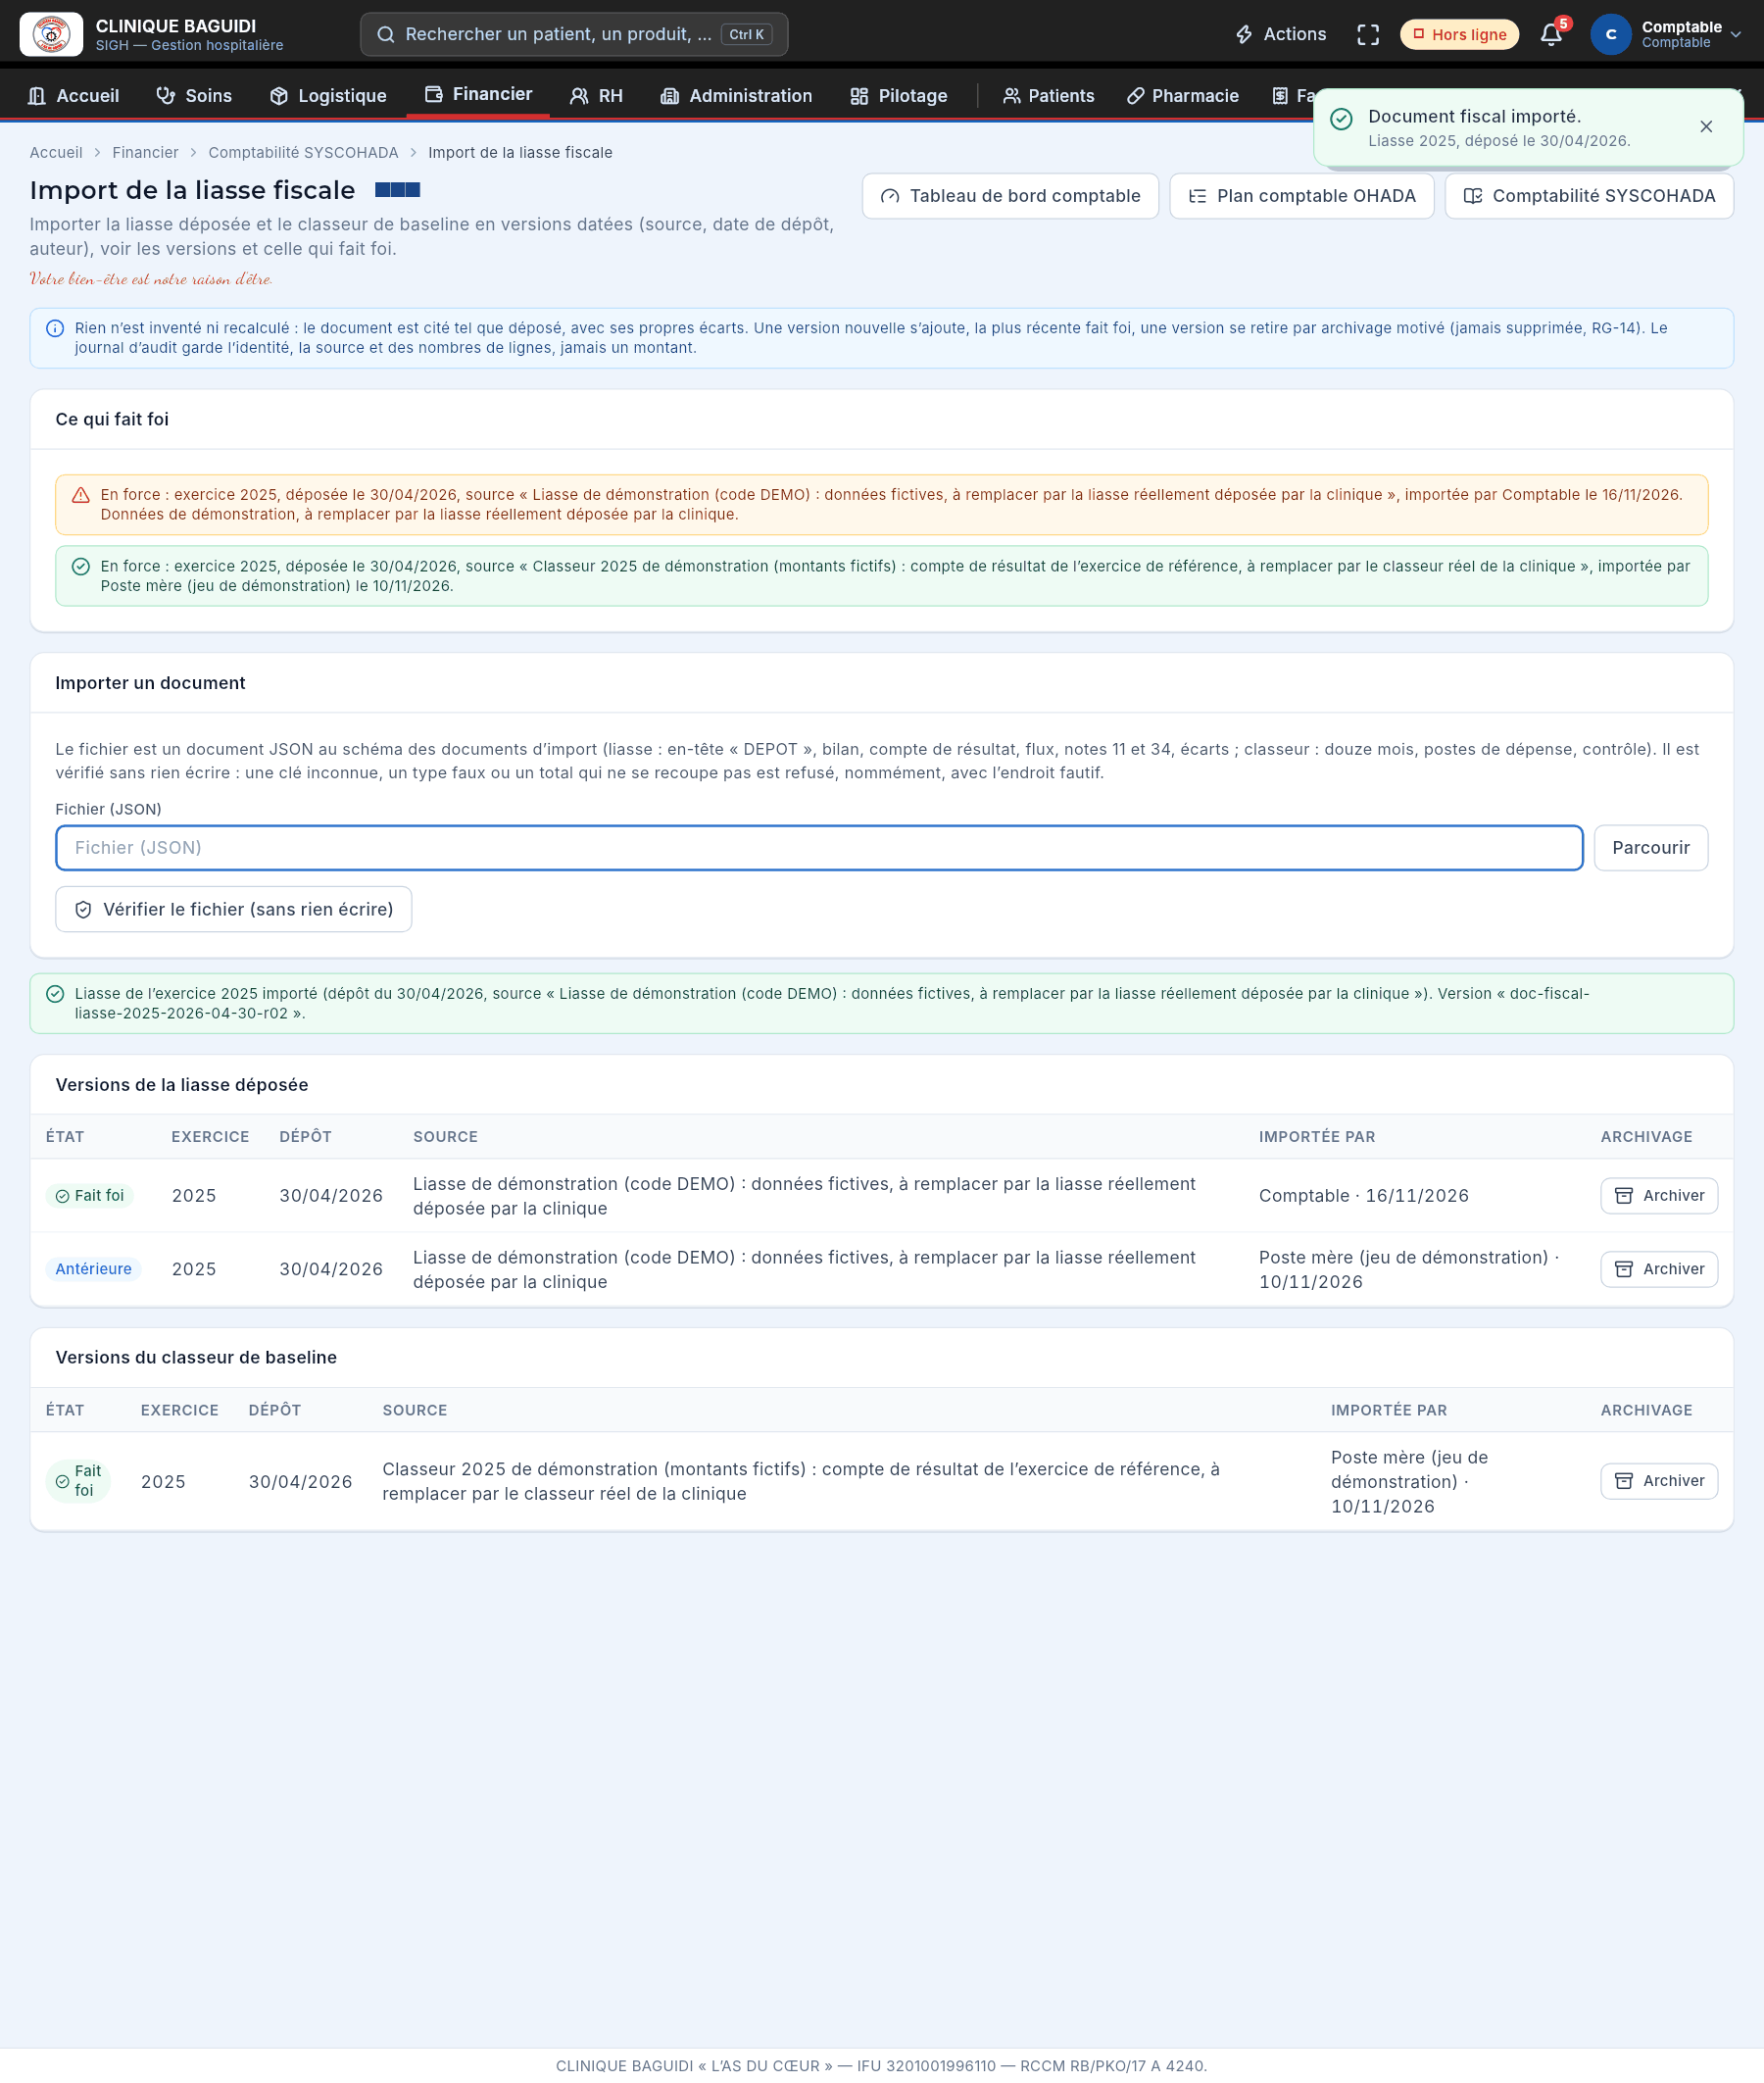 CLINIQUE BAGUIDI
SIGH — Gestion hospitalière
Rechercher un patient, un produit, ...
Ctrl K
Actions
Hors ligne
5
C
Comptable
Comptable
Accueil
Soins
Logistique
Financier
RH
Administration
Pilotage
Patients
Pharmacie
Document fiscal importé.
Liasse 2025, déposé le 30/04/2026.
Accueil > Financier > Comptabilité SYSCOHADA > Import de la liasse fiscale
Import de la liasse fiscale
Tableau de bord comptable
Plan comptable OHADA
Comptabilité SYSCOHADA
Importer la liasse déposée et le classeur de baseline en versions datées (source, date de dépôt,
auteur), voir les versions et celle qui fait foi.
Votre bien-être est notre raison d'être.
Rien n’est inventé ni recalculé : le document est cité tel que déposé, avec ses propres écarts. Une version nouvelle s’ajoute, la plus récente fait foi, une version se retire par archivage motivé (jamais supprimée, RG-14). Le
journal d’audit garde l’identité, la source et des nombres de lignes, jamais un montant.
Ce qui fait foi
En force : exercice 2025, déposée le 30/04/2026, source « Liasse de démonstration (code DEMO) : données fictives, à remplacer par la liasse réellement déposée par la clinique », importée par Comptable le 16/11/2026.
Données de démonstration, à remplacer par la liasse réellement déposée par la clinique.
En force : exercice 2025, déposée le 30/04/2026, source « Classeur 2025 de démonstration (montants fictifs) : compte de résultat de l’exercice de référence, à remplacer par le classeur réel de la clinique », importée par
Poste mère (jeu de démonstration) le 10/11/2026.
Importer un document
Le fichier est un document JSON au schéma des documents d’import (liasse : en-tête « DEPOT », bilan, compte de résultat, flux, notes 11 et 34, écarts ; classeur : douze mois, postes de dépense, contrôle). Il est
vérifié sans rien écrire : une clé inconnue, un type faux ou un total qui ne se recoupe pas est refusé, nommément, avec l’endroit fautif.
Fichier (JSON)
Fichier (JSON)
Parcourir
Vérifier le fichier (sans rien écrire)
Liasse de l’exercice 2025 importé (dépôt du 30/04/2026, source « Liasse de démonstration (code DEMO) : données fictives, à remplacer par la liasse réellement déposée par la clinique »). Version « doc-fiscal-
liasse-2025-2026-04-30-r02 ».
Versions de la liasse déposée
ÉTAT EXERCICE DÉPÔT SOURCE IMPORTÉE PAR ARCHIVAGE
Fait foi 2025 30/04/2026 Liasse de démonstration (code DEMO) : données fictives, à remplacer par la liasse réellement
déposée par la clinique
Comptable · 16/11/2026
Archiver
Antérieure 2025 30/04/2026 Liasse de démonstration (code DEMO) : données fictives, à remplacer par la liasse réellement
déposée par la clinique
Poste mère (jeu de démonstration) ·
10/11/2026
Archiver
Versions du classeur de baseline
ÉTAT EXERCICE DÉPÔT SOURCE IMPORTÉE PAR ARCHIVAGE
Fait
foi
2025 30/04/2026 Classeur 2025 de démonstration (montants fictifs) : compte de résultat de l’exercice de référence, à
remplacer par le classeur réel de la clinique
Poste mère (jeu de
démonstration) ·
10/11/2026
Archiver
CLINIQUE BAGUIDI « L’AS DU CŒUR » — IFU 3201001996110 — RCCM RB/PKO/17 A 4240.